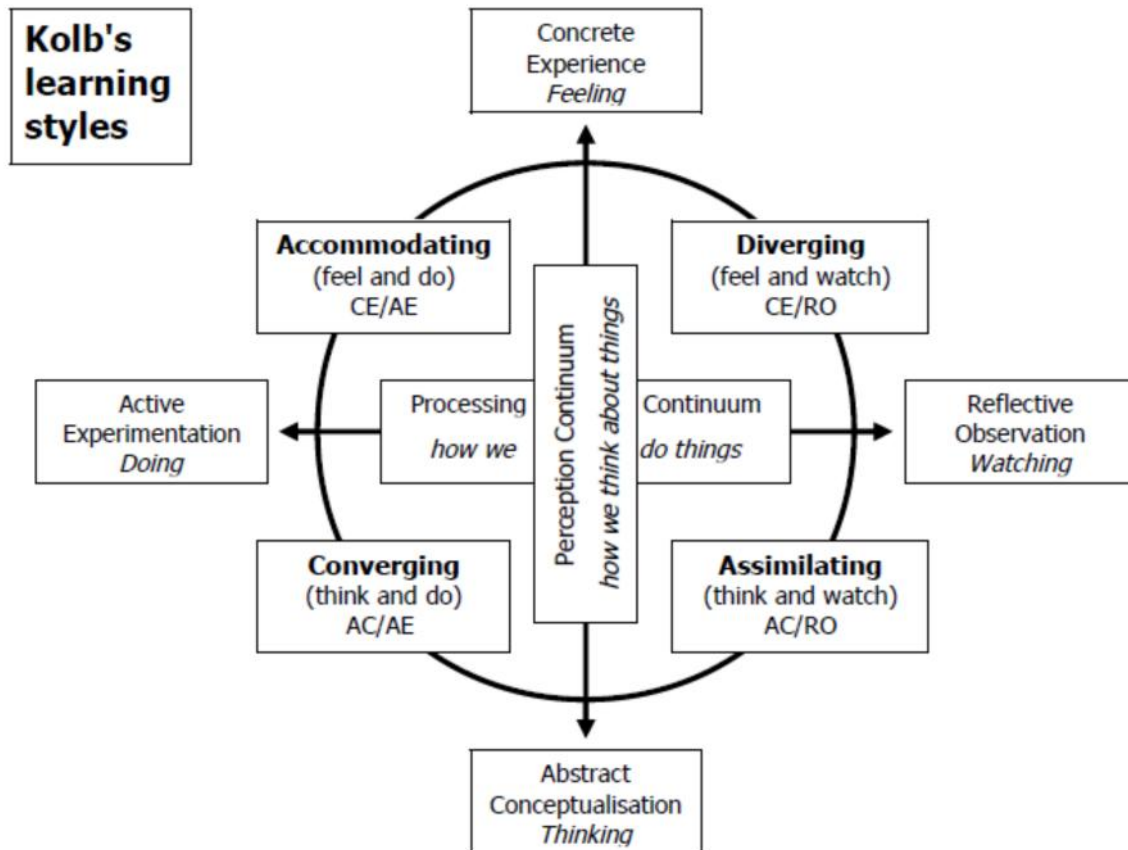 Kolb's
learning
styles
Concrete
Experience
Feeling
Accommodating
(feel and do)
CE/AE
Diverging
(feel and watch)
CE/RO
Active
Experimentation
Doing
Processing
how we
Perception Continuum
how we think about things
Continuum
do things
Reflective
Observation
Watching
Converging
(think and do)
AC/AE
Assimilating
(think and watch)
AC/RO
Abstract
Conceptualisation
Thinking